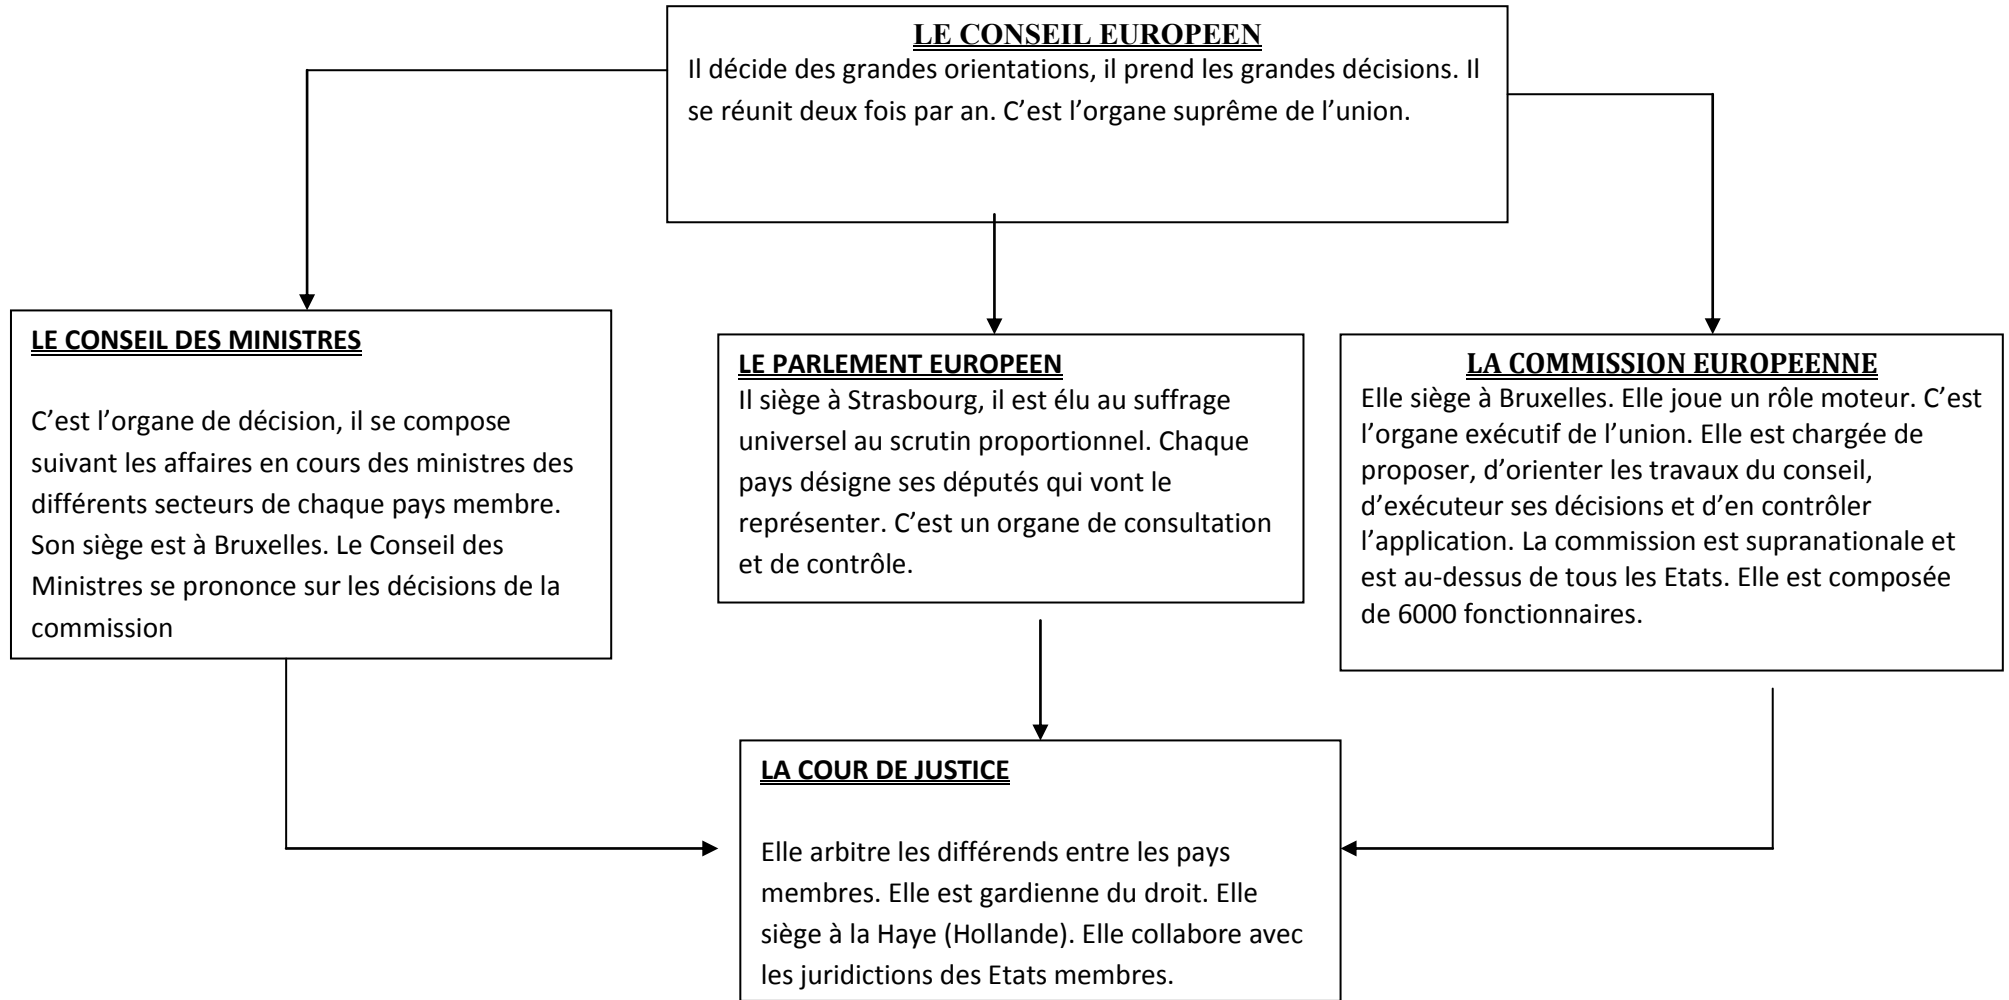 LE CONSEIL EUROPEEN
Il décide des grandes orientations, il prend les grandes décisions. Il
se réunit deux fois par an. C’est l’organe suprême de l’union.
LE CONSEIL DES MINISTRES
C’est l’organe de décision, il se compose
suivant les affaires en cours des ministres des
différents secteurs de chaque pays membre.
Son siège est à Bruxelles. Le Conseil des
Ministres se prononce sur les décisions de la
commission
LE PARLEMENT EUROPEEN
Il siège à Strasbourg, il est élu au suffrage
universel au scrutin proportionnel. Chaque
pays désigne ses députés qui vont le
représenter. C’est un organe de consultation
et de contrôle.
LA COMMISSION EUROPEENNE
Elle siège à Bruxelles. Elle joue un rôle moteur. C’est
l’organe exécutif de l’union. Elle est chargée de
proposer, d’orienter les travaux du conseil,
d’exécuteur ses décisions et d’en contrôler
l’application. La commission est supranationale et
est au-dessus de tous les Etats. Elle est composée
de 6000 fonctionnaires.
LA COUR DE JUSTICE
Elle arbitre les différends entre les pays
membres. Elle est gardienne du droit. Elle
siège à la Haye (Hollande). Elle collabore avec
les juridictions des Etats membres.